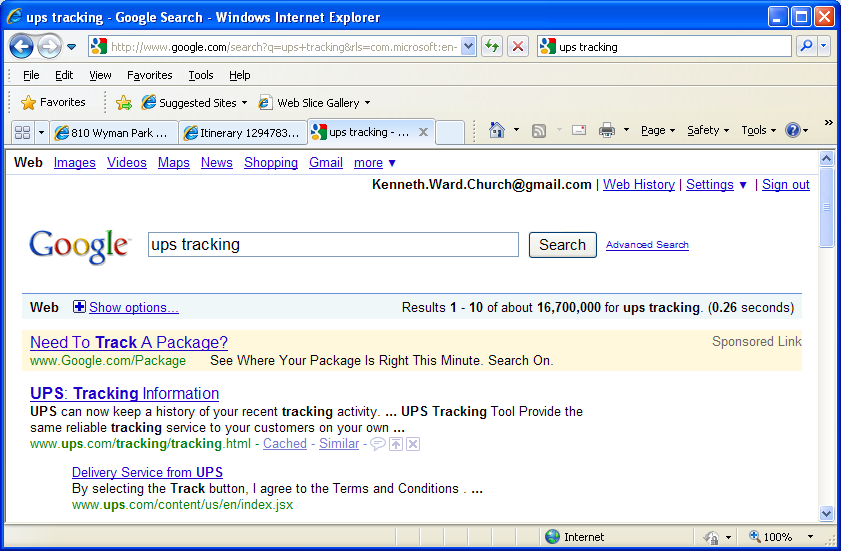 ups tracking - Google Search - Windows Internet Explorer
http://www.google.com/search?q=ups+tracking&rls=com.microsoft:en- ups tracking
File Edit View Favorites Tools Help
Favorites Suggested Sites Web Slice Gallery
810 Wyman Park ... Itinerary 1294783... ups tracking - ... Page Safety Tools »
Web Images Videos Maps News Shopping Gmail more ▼
Kenneth.Ward.Church@gmail.com | Web History | Settings ▼ | Sign out
Google ups tracking Search Advanced Search
Web Show options... Results 1 - 10 of about 16,700,000 for ups tracking. (0.26 seconds)
Need To Track A Package? Sponsored Link
www.Google.com/Package See Where Your Package Is Right This Minute. Search On.
UPS: Tracking Information
UPS can now keep a history of your recent tracking activity. ... UPS Tracking Tool Provide the
same reliable tracking service to your customers on your own ...
www.ups.com/tracking/tracking.html - Cached - Similar -
Delivery Service from UPS
By selecting the Track button, I agree to the Terms and Conditions . ...
www.ups.com/content/us/en/index.jsx
Internet 100%